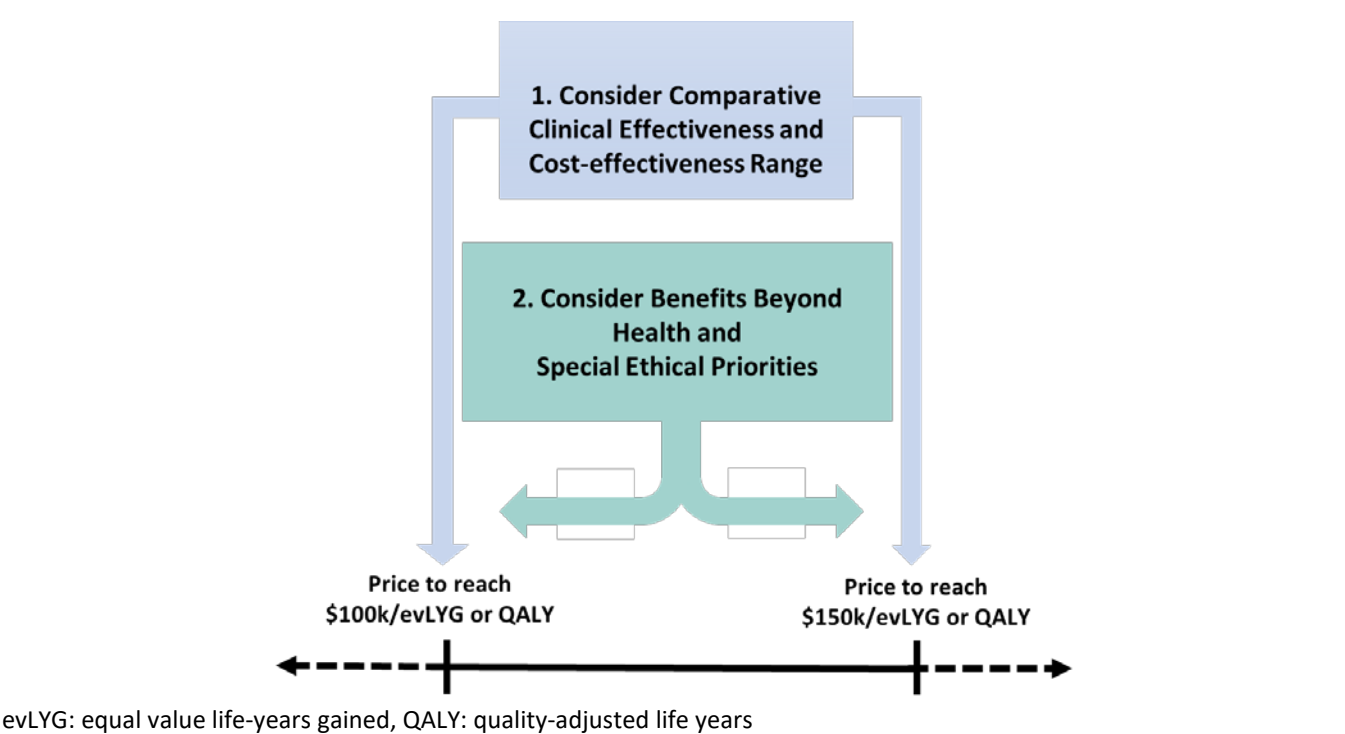 1. Consider Comparative
Clinical Effectiveness and
Cost-effectiveness Range
2. Consider Benefits Beyond
Health and
Special Ethical Priorities
Price to reach
$100k/evLYG or QALY
Price to reach
$150k/evLYG or QALY
evLYG: equal value life-years gained, QALY: quality-adjusted life years